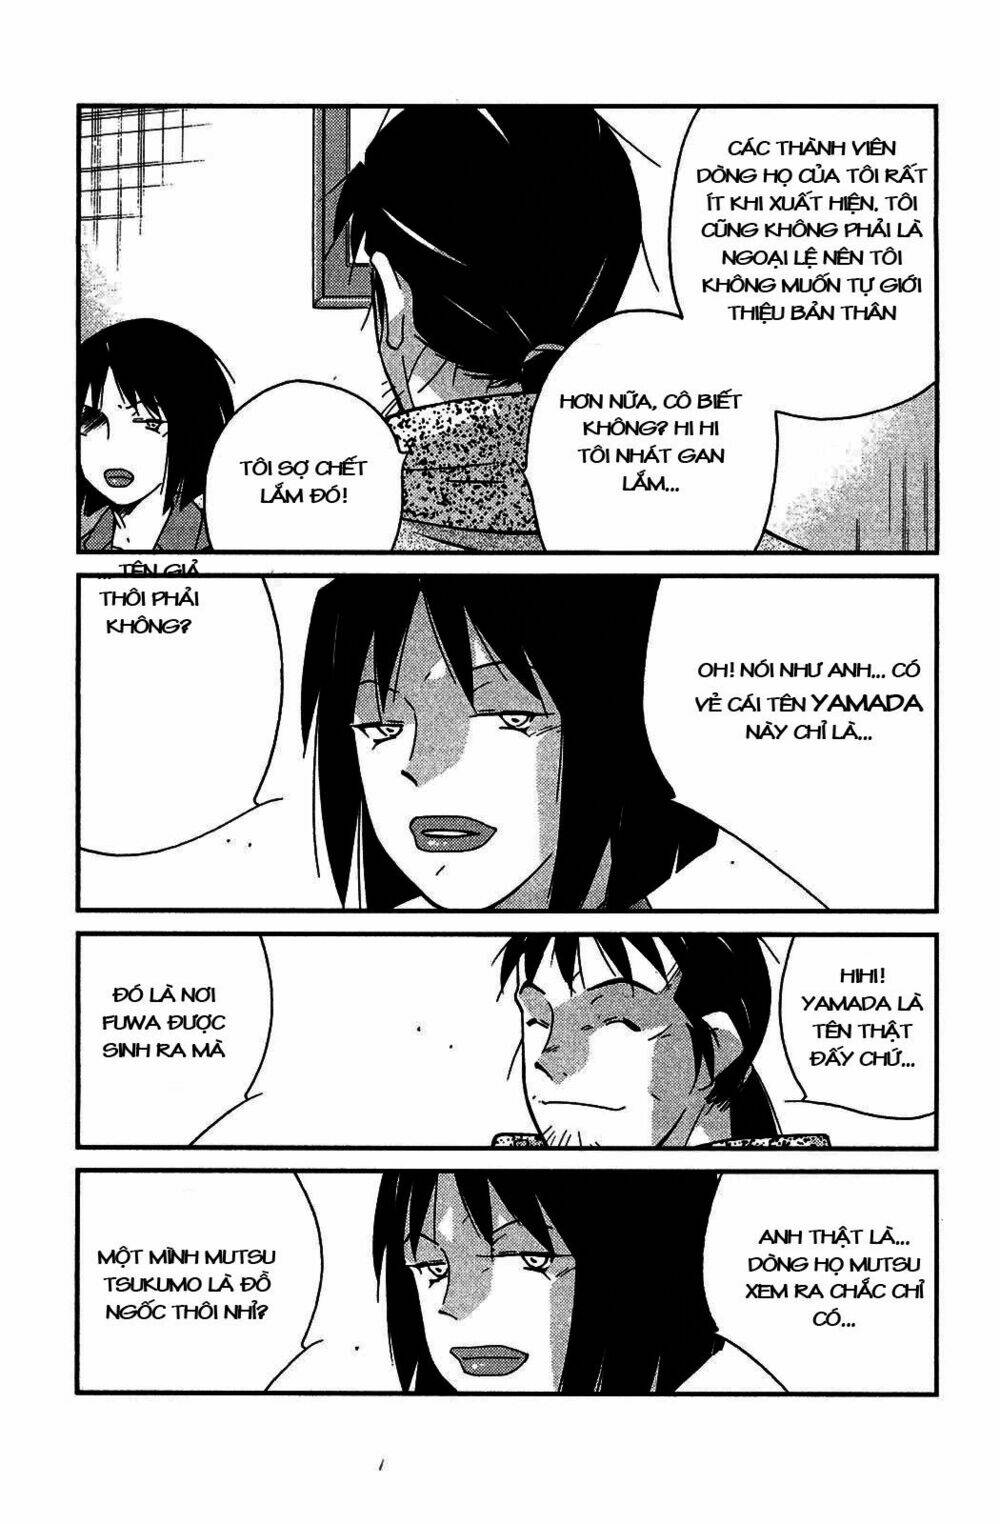 CÁC THÀNH VIÊN
DÒNG HỌ CỦA TÔI RẤT
ÍT KHI XUẤT HIỆN. TÔI
CŨNG KHÔNG PHẢI LÀ
NGOẠI LỆ NÊN TÔI
KHÔNG MUỐN TỰ GIỚI
THIỆU BẢN THÂN
HƠN NỮA, CÔ BIẾT
KHÔNG? HI HI
TÔI NHÁT GAN
LẮM...
TÔI SỢ CHẾT
LẮM ĐÓ!
OH! NÓI NHƯ ANH... CÓ
VẺ CÁI TÊN YAMADA
NÀY CHỈ LÀ...
... TÊN GIẢ
THÔI PHẢI
KHÔNG?
HIHI!
YAMADA LÀ
TÊN THẬT
ĐẤY CHỨ...
ĐÓ LÀ NƠI
FUWA ĐƯỢC
SINH RA MÀ
ANH THẬT LÀ...
DÒNG HỌ MUTSU
XEM RA CHẮC CHỈ
CÓ...
MỘT MÌNH MUTSU
TSUKUMO LÀ ĐỒ
NGỐC THÔI NHỈ?